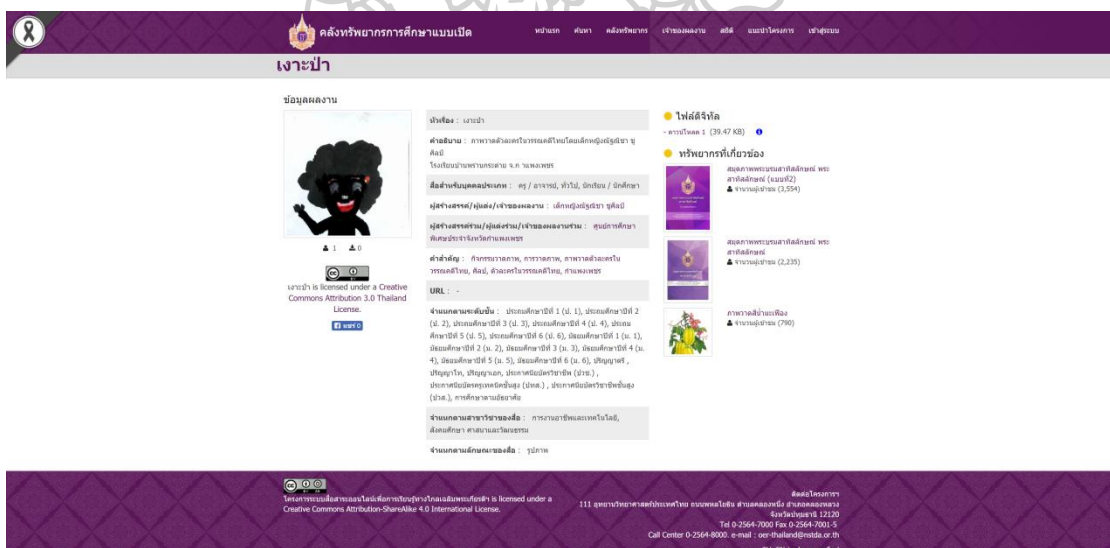 คลังทรัพยากรการศึกษาแบบเปิด
หน้าแรก ค้นหา คลังทรัพยากร เจ้าของผลงาน สถิติ แนะนำโครงการ เข้าสู่ระบบ
เงาะป่า
ข้อมูลผลงาน
1 0
cc BY
เงาะป่า is licensed under a Creative
Commons Attribution 3.0 Thailand
License.
แชร์ 0
หัวเรื่อง : เงาะป่า
คำอธิบาย : ภาพวาดตัวละครในวรรณคดีไทยโดยเด็กหญิงณัฐณิชา ชู
ศิลป์
โรงเรียนบ้านพรานกระต่าย จ.กำแพงเพชร
สื่อสำหรับบุคคลประเภท : ครู / อาจารย์, ทั่วไป, นักเรียน / นักศึกษา
ผู้สร้างสรรค์/ผู้แต่ง/เจ้าของผลงาน : เด็กหญิงณัฐณิชา ชูศิลป์
ผู้สร้างสรรค์ร่วม/ผู้แต่งร่วม/เจ้าของผลงานร่วม : ศูนย์การศึกษา
พิเศษประจำจังหวัดกำแพงเพชร
คำสำคัญ : กิจกรรมวาดภาพ, การวาดภาพ, ภาพวาดตัวละครใน
วรรณคดีไทย, ศิลป์, ตัวละครในวรรณคดีไทย, กำแพงเพชร
URL : -
จำแนกตามระดับชั้น : ประถมศึกษาปีที่ 1 (ป. 1), ประถมศึกษาปีที่ 2
(ป. 2), ประถมศึกษาปีที่ 3 (ป. 3), ประถมศึกษาปีที่ 4 (ป. 4), ประถม
ศึกษาปีที่ 5 (ป. 5), ประถมศึกษาปีที่ 6 (ป. 6), มัธยมศึกษาปีที่ 1 (ม. 1),
มัธยมศึกษาปีที่ 2 (ม. 2), มัธยมศึกษาปีที่ 3 (ม. 3), มัธยมศึกษาปีที่ 4 (ม.
4), มัธยมศึกษาปีที่ 5 (ม. 5), มัธยมศึกษาปีที่ 6 (ม. 6), ปริญญาตรี ,
ปริญญาโท, ปริญญาเอก, ประกาศนียบัตรวิชาชีพ (ปวช.) ,
ประกาศนียบัตรครูเทคนิคชั้นสูง (ปทส.) , ประกาศนียบัตรวิชาชีพชั้นสูง
(ปวส.), การศึกษาตามอัธยาศัย
จำแนกตามสาขาวิชาของสื่อ : การงานอาชีพและเทคโนโลยี,
สังคมศึกษา ศาสนาและวัฒนธรรม
จำแนกตามลักษณะของสื่อ : รูปภาพ
ไฟล์ดิจิทัล
- ดาวน์โหลด 1 (39.47 KB)
ทรัพยากรที่เกี่ยวข้อง
สมุดภาพพระบรมสาทิสลักษณ์ พระ
สาทิสลักษณ์ (แบบที่2)
จำนวนผู้เข้าชม (3,554)
สมุดภาพพระบรมสาทิสลักษณ์ พระ
สาทิสลักษณ์
จำนวนผู้เข้าชม (2,235)
ภาพวาดสีน้ำมะเฟือง
จำนวนผู้เข้าชม (790)
โครงการระบบสื่อสาระออนไลน์เพื่อการเรียนรู้ทางไกลเฉลิมพระเกียรติฯ is licensed under a
Creative Commons Attribution-ShareAlike 4.0 International License.
ติดต่อโครงการฯ
111 อุทยานวิทยาศาสตร์ประเทศไทย ถนนพหลโยธิน ตำบลคลองหนึ่ง อำเภอคลองหลวง
จังหวัดปทุมธานี 12120
Tel 0-2564-7000 Fax 0-2564-7001-5
Call Center 0-2564-8000. e-mail : oer-thailand@nstda.or.th